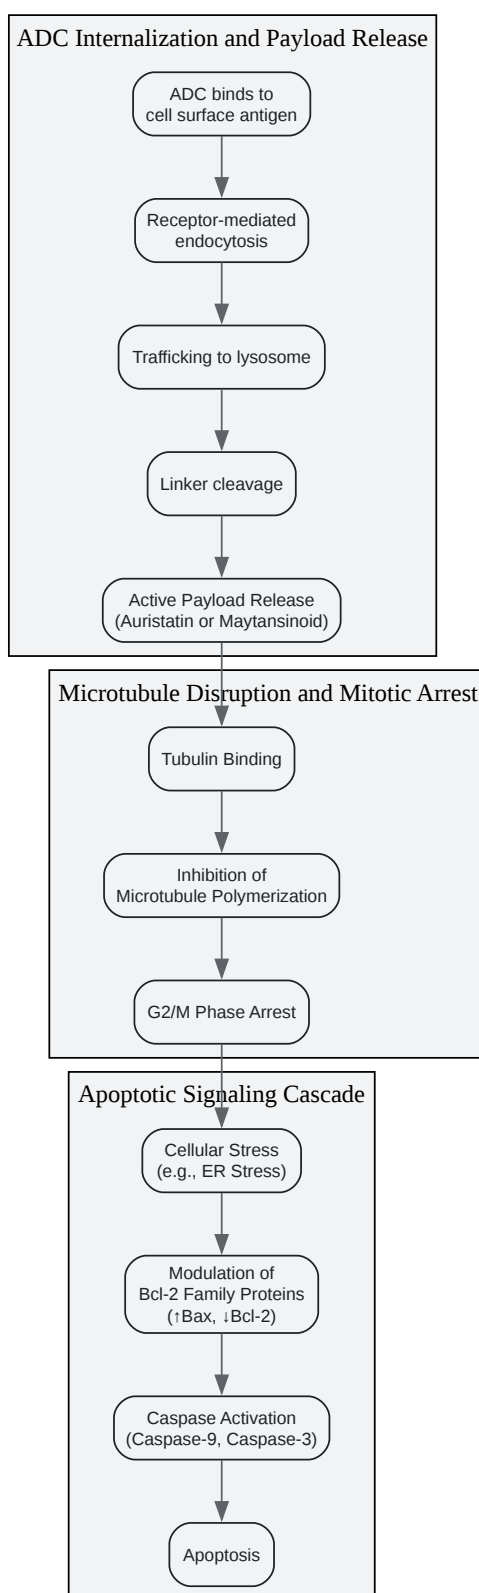 ADC Internalization and Payload Release
ADC binds to
cell surface antigen
Receptor-mediated
endocytosis
Trafficking to lysosome
Linker cleavage
Active Payload Release
(Auristatin or Maytansinoid)
Microtubule Disruption and Mitotic Arrest
Tubulin Binding
Inhibition of
Microtubule Polymerization
G2/M Phase Arrest
Apoptotic Signaling Cascade
Cellular Stress
(e.g., ER Stress)
Modulation of
Bcl-2 Family Proteins
(↑Bax, ↓Bcl-2)
Caspase Activation
(Caspase-9, Caspase-3)
Apoptosis